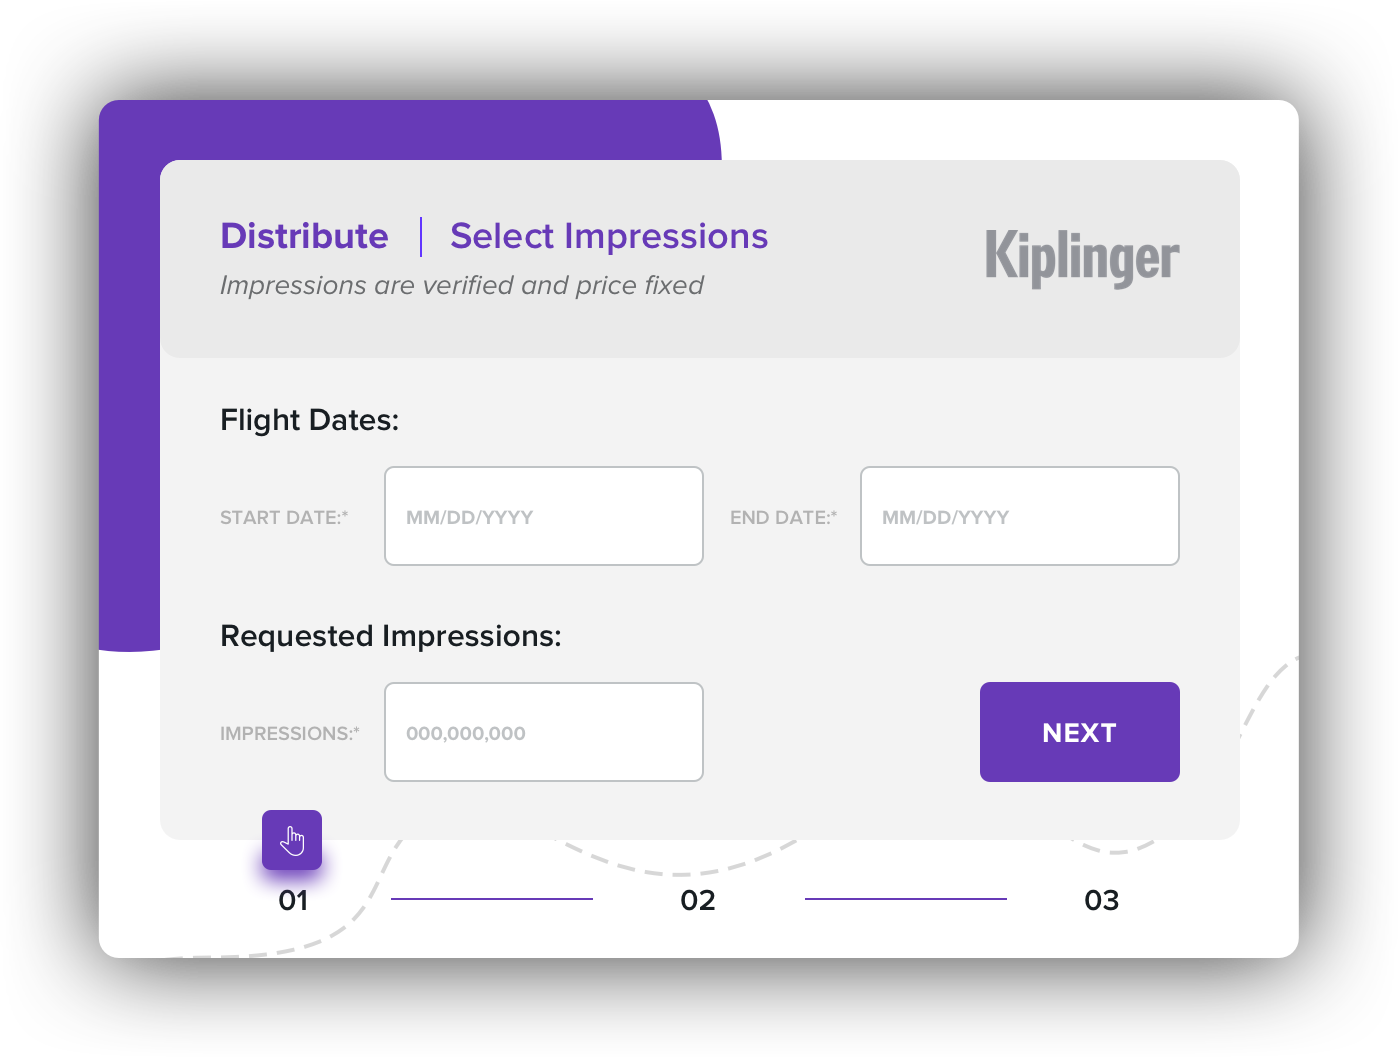 Distribute | Select Impressions
Impressions are verified and price fixed
Kiplinger
Flight Dates:
START DATE:* MM/DD/YYYY END DATE:* MM/DD/YYYY
Requested Impressions:
IMPRESSIONS:* 000,000,000 NEXT
01 02 03